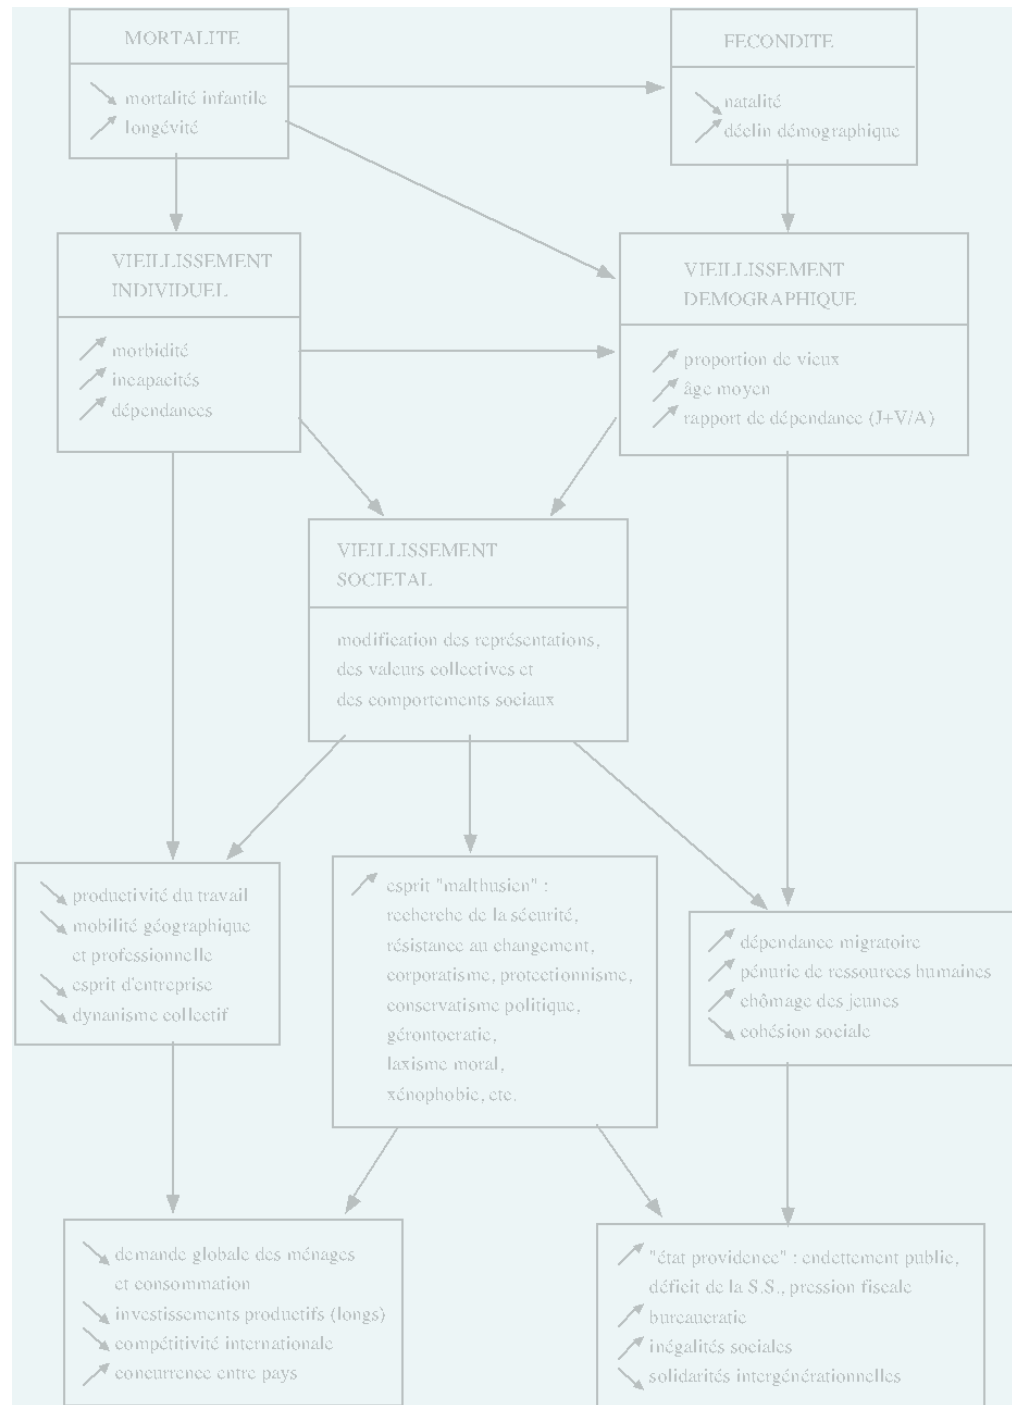 MORTALITE
mortalité infantile
longévité
FECONDITE
natalité
déclin démographique
VIEILLISSEMENT
INDIVIDUEL
morbidité
incapacités
dépendances
VIEILLISSEMENT
DEMOGRAPHIQUE
proportion de vieux
âge moyen
rapport de dépendance (J+V/A)
VIEILLISSEMENT
SOCIETAL
modification des représentations,
des valeurs collectives et
des comportements sociaux
productivité du travail
mobilité géographique
et professionnelle
esprit d'entreprise
dynanisme collectif
esprit "malthusien" :
recherche de la sécurité,
résistance au changement,
corporatisme, protectionnisme,
conservatisme politique,
gérontocratie,
laxisme moral,
xénophobie, etc.
dépendance migratoire
pénurie de ressources humaines
chômage des jeunes
cohésion sociale
demande globale des ménages
et consommation
investissements productifs (longs)
compétitivité internationale
concurrence entre pays
"état providence" : endettement public,
déficit de la S.S., pression fiscale
bureaucratie
inégalités sociales
solidarités intergénérationnelles